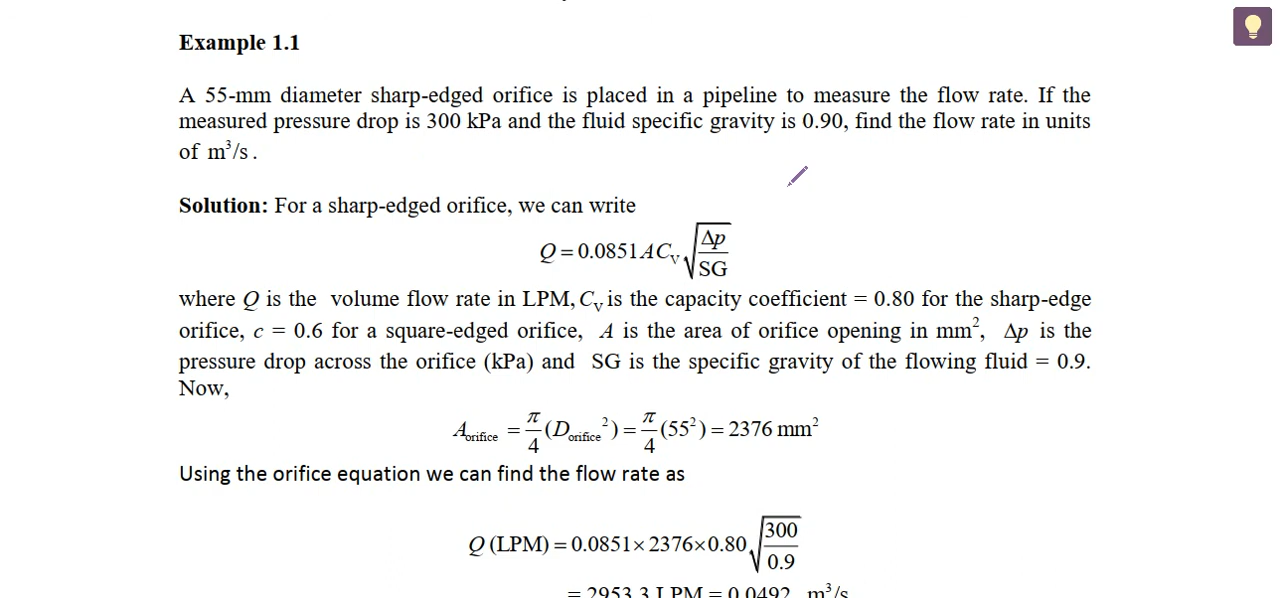 Example 1.1
A 55-mm diameter sharp-edged orifice is placed in a pipeline to measure the flow rate. If the
measured pressure drop is 300 kPa and the fluid specific gravity is 0.90, find the flow rate in units
of m³/s.
Solution: For a sharp-edged orifice, we can write
Q = 0.0851 A C_v √(Δp/SG)
where Q is the volume flow rate in LPM, C_v is the capacity coefficient = 0.80 for the sharp-edge
orifice, c = 0.6 for a square-edged orifice, A is the area of orifice opening in mm², Δp is the
pressure drop across the orifice (kPa) and SG is the specific gravity of the flowing fluid = 0.9.
Now,
A_orifice = π/4 (D_orifice²) = π/4 (55²) = 2376 mm²
Using the orifice equation we can find the flow rate as
Q (LPM) = 0.0851 × 2376 × 0.80 √(300/0.9)
= 2953.3 LPM = 0.0492 m³/s